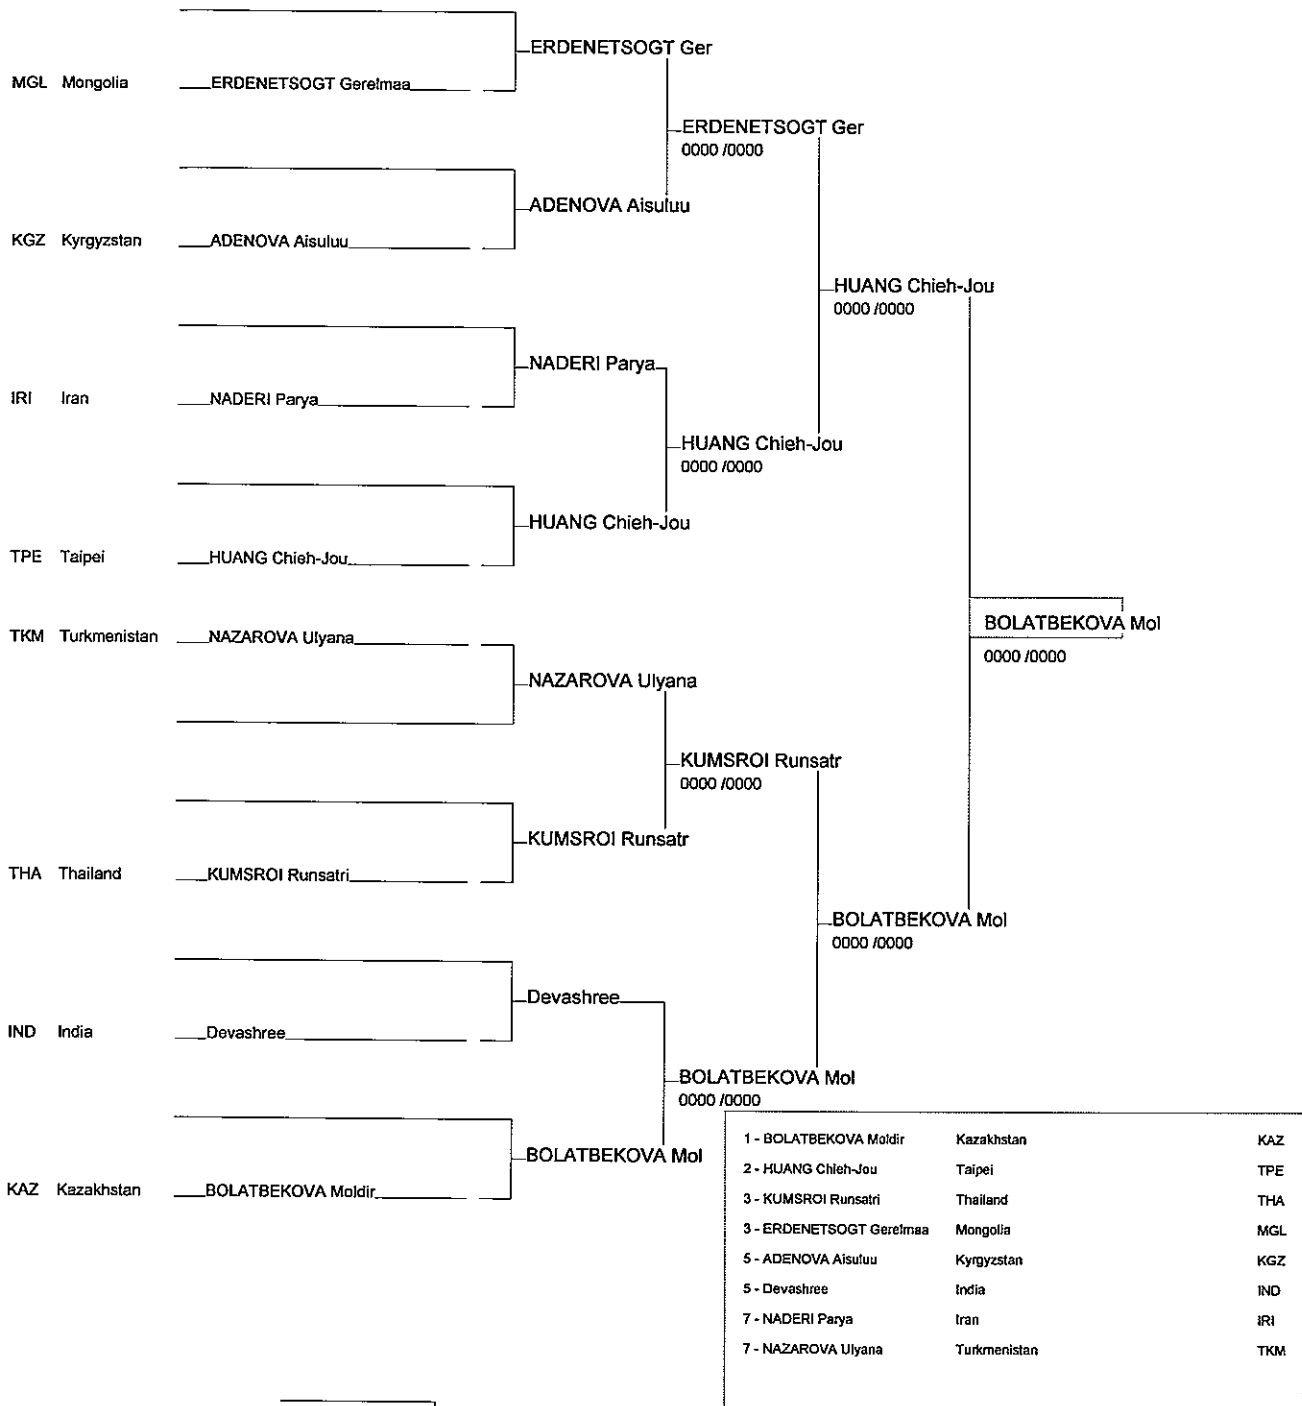 ERDENETSOGT Ger
MGL Mongolia ERDENETSOGT Gerelmaa
ERDENETSOGT Ger
0000 /0000
ADENOVA Aisuluu
KGZ Kyrgyzstan ADENOVA Aisuluu
HUANG Chieh-Jou
0000 /0000
NADERI Parya
IRI Iran NADERI Parya
HUANG Chieh-Jou
0000 /0000
HUANG Chieh-Jou
TPE Taipei HUANG Chieh-Jou
TKM Turkmenistan NAZAROVA Ulyana
BOLATBEKOVA Mol
0000 /0000
NAZAROVA Ulyana
KUMSROI Runsatr
0000 /0000
KUMSROI Runsatr
THA Thailand KUMSROI Runsatri
BOLATBEKOVA Mol
0000 /0000
Devashree
IND India Devashree
BOLATBEKOVA Mol
0000 /0000
BOLATBEKOVA Mol
KAZ Kazakhstan BOLATBEKOVA Moldir
1 - BOLATBEKOVA Moldir Kazakhstan KAZ
2 - HUANG Chieh-Jou Taipei TPE
3 - KUMSROI Runsatri Thailand THA
3 - ERDENETSOGT Gerelmaa Mongolia MGL
5 - ADENOVA Aisuluu Kyrgyzstan KGZ
5 - Devashree India IND
7 - NADERI Parya Iran IRI
7 - NAZAROVA Ulyana Turkmenistan TKM